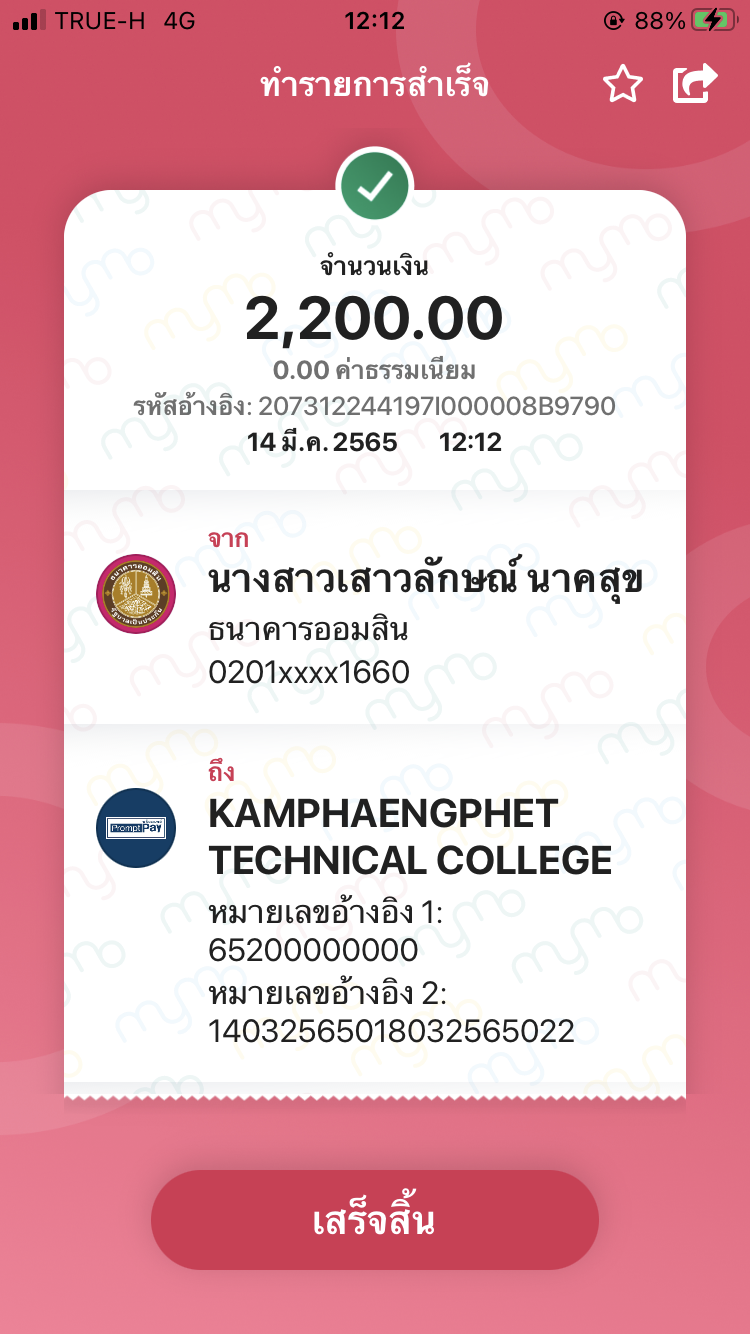 TRUE-H 4G 12:12 88%
ทำรายการสำเร็จ
จำนวนเงิน
2,200.00
0.00 ค่าธรรมเนียม
รหัสอ้างอิง: 207312244197I000008B9790
14 มี.ค. 2565 12:12
จาก
นางสาวเสาวลักษณ์ นาคสุข
ธนาคารออมสิน
0201xxxx1660
ถึง
PromptPay
KAMPHAENGPHET
TECHNICAL COLLEGE
หมายเลขอ้างอิง 1:
65200000000
หมายเลขอ้างอิง 2:
14032565018032565022
เสร็จสิ้น